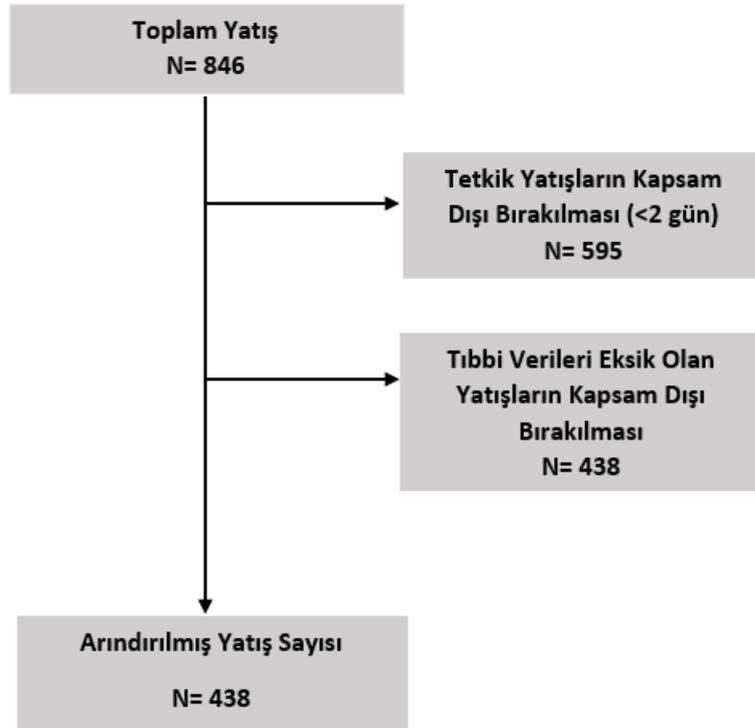 Toplam Yatış
N= 846
Tetkik Yatışların Kapsam
Dışı Bırakılması (<2 gün)
N= 595
Tıbbi Verileri Eksik Olan
Yatışların Kapsam Dışı
Bırakılması
N= 438
Arındırılmış Yatış Sayısı
N= 438